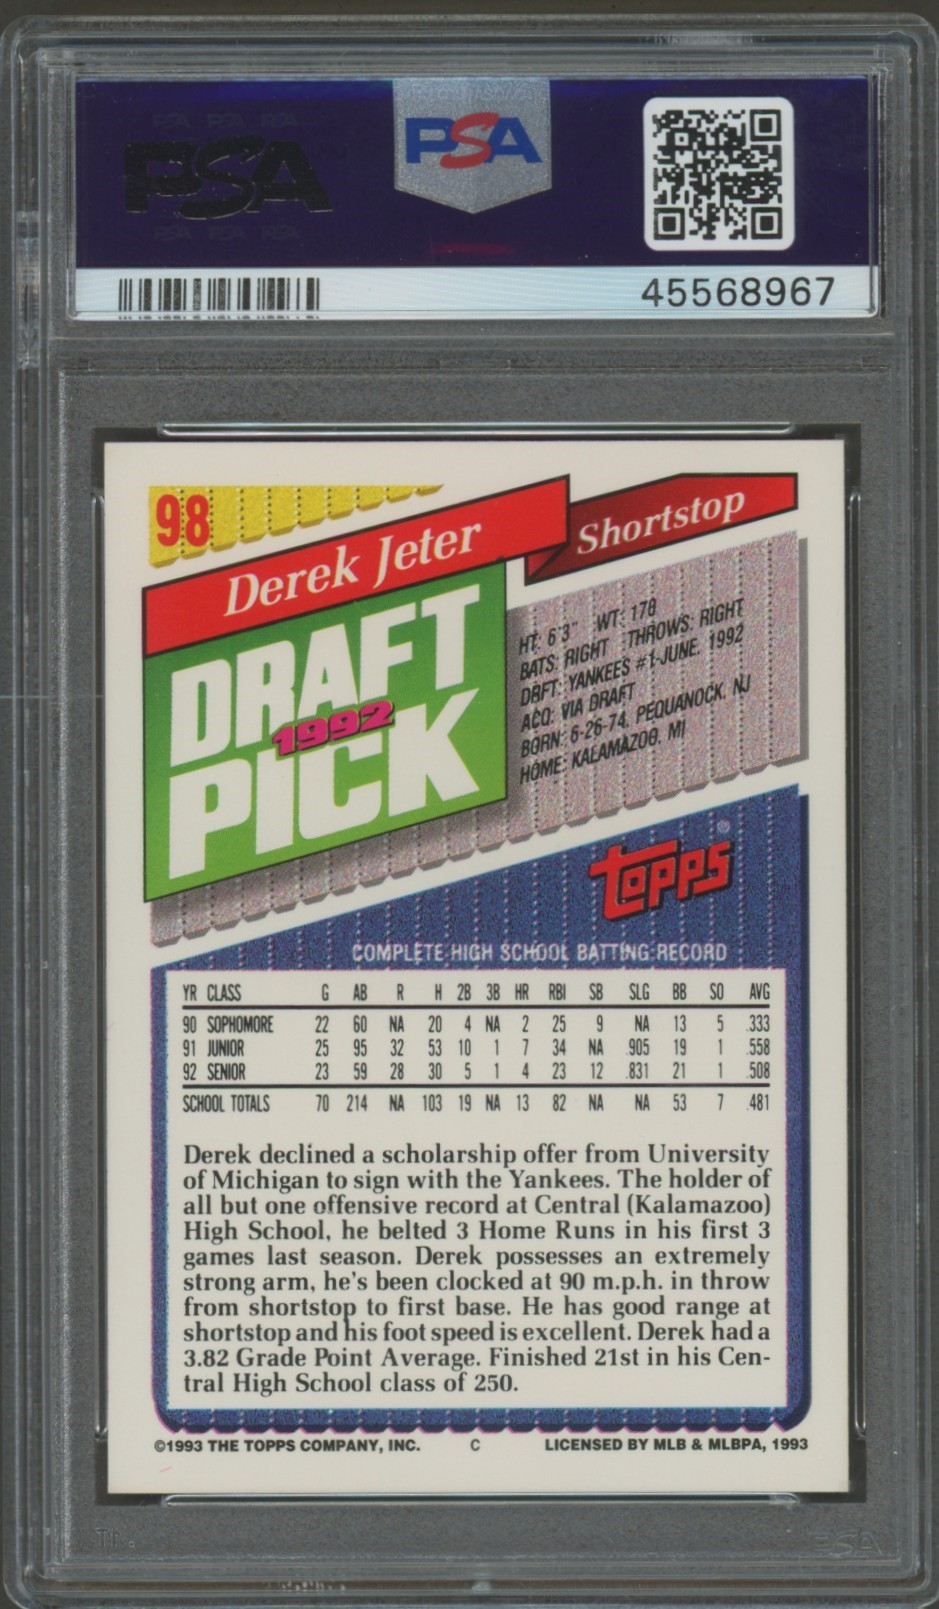 PSA PSA PSA
PSA
PSA PSA PSA
PSA
45568967
98
Derek Jeter
Shortstop
DRAFT
1992
PICK
HT: 6'3" WT: 178
BATS: RIGHT THROWS: RIGHT
DRFT: YANKEES #1-JUNE, 1992
ACQ: VIA DRAFT
BORN: 6-26-74, PEQUANOCK, NJ
HOME: KALAMAZOO, MI
Topps®
COMPLETE HIGH SCHOOL BATTING RECORD
YR CLASS G AB R H 2B 3B HR RBI SB SLG BB SO AVG
90 SOPHOMORE 22 60 NA 20 4 NA 2 25 9 NA 13 5 .333
91 JUNIOR 25 95 32 53 10 1 7 34 NA .905 19 1 .558
92 SENIOR 23 59 28 30 5 1 4 23 12 .831 21 1 .508
SCHOOL TOTALS 70 214 NA 103 19 NA 13 82 NA NA 53 7 .481
Derek declined a scholarship offer from University
of Michigan to sign with the Yankees. The holder of
all but one offensive record at Central (Kalamazoo)
High School, he belted 3 Home Runs in his first 3
games last season. Derek possesses an extremely
strong arm, he's been clocked at 90 m.p.h. in throw
from shortstop to first base. He has good range at
shortstop and his foot speed is excellent. Derek had a
3.82 Grade Point Average. Finished 21st in his Cen-
tral High School class of 250.
©1993 THE TOPPS COMPANY, INC. C LICENSED BY MLB & MLBPA, 1993
PSA